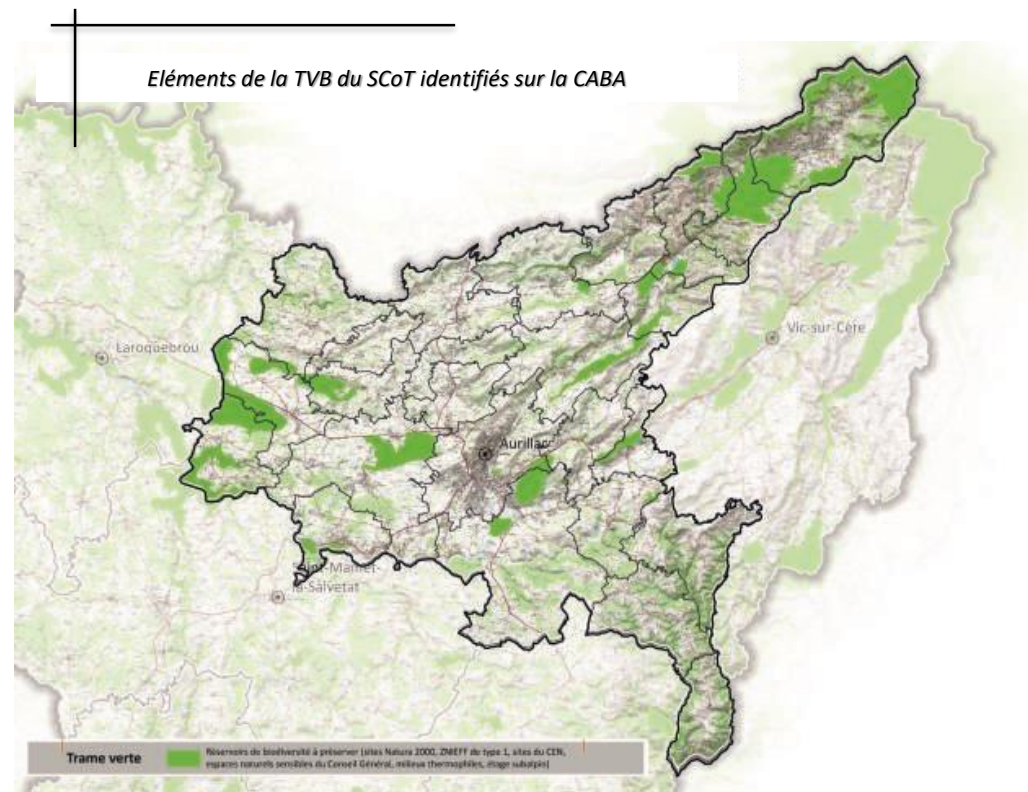 Eléments de la TVB du SCoT identifiés sur la CABA
Laroquebrou
Vic-sur-Cère
Aurillac
Saint-Mamet-
la-Salvetat
Trame verte
Réservoirs de biodiversité à préserver (sites Natura 2000, ZNIEFF de type 1, sites du CEN,
espaces naturels sensibles du Conseil Général, milieux thermophiles, étage subalpin)